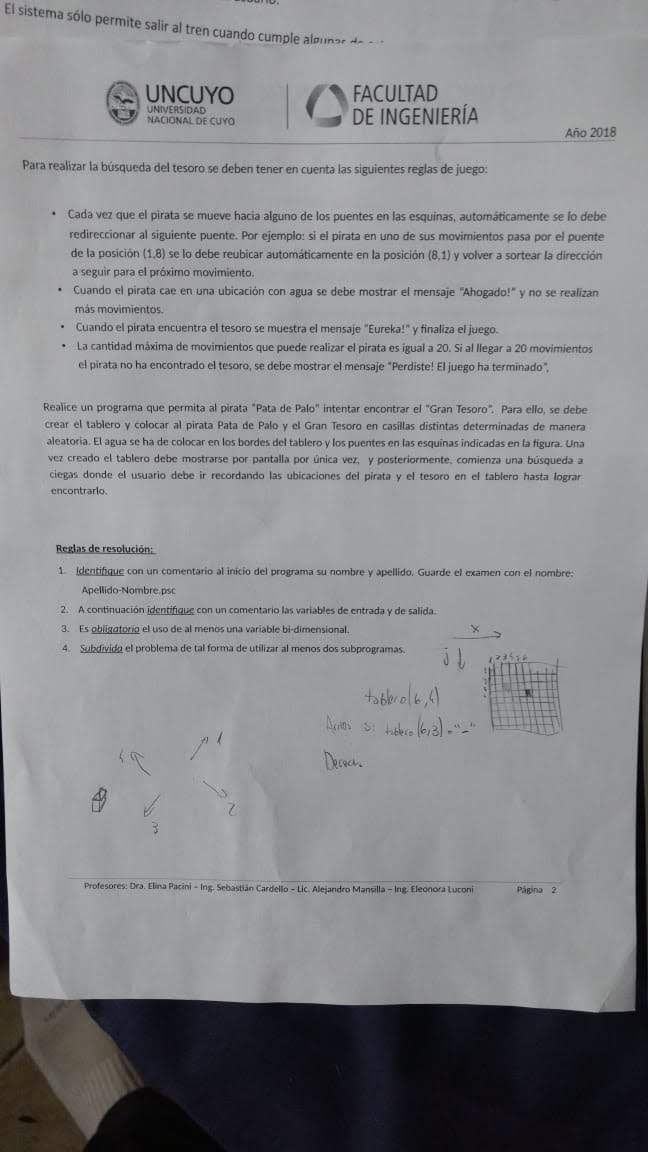 El sistema sólo permite salir al tren cuando cumple algunas de
UNCUYO
UNIVERSIDAD
NACIONAL DE CUYO
FACULTAD
DE INGENIERÍA
Año 2018
Para realizar la búsqueda del tesoro se deben tener en cuenta las siguientes reglas de juego:
• Cada vez que el pirata se mueve hacia alguno de los puentes en las esquinas, automáticamente se lo debe
redireccionar al siguiente puente. Por ejemplo: si el pirata en uno de sus movimientos pasa por el puente
de la posición (1,8) se lo debe reubicar automáticamente en la posición (8,1) y volver a sortear la dirección
a seguir para el próximo movimiento.
• Cuando el pirata cae en una ubicación con agua se debe mostrar el mensaje "Ahogado!" y no se realizan
más movimientos.
• Cuando el pirata encuentra el tesoro se muestra el mensaje "Eureka!" y finaliza el juego.
• La cantidad máxima de movimientos que puede realizar el pirata es igual a 20. Si al llegar a 20 movimientos
el pirata no ha encontrado el tesoro, se debe mostrar el mensaje "Perdiste! El juego ha terminado",
Realice un programa que permita al pirata "Pata de Palo" intentar encontrar el "Gran Tesoro". Para ello, se debe
crear el tablero y colocar al pirata Pata de Palo y el Gran Tesoro en casillas distintas determinadas de manera
aleatoria. El agua se ha de colocar en los bordes del tablero y los puentes en las esquinas indicadas en la figura. Una
vez creado el tablero debe mostrarse por pantalla por única vez, y posteriormente, comienza una búsqueda a
ciegas donde el usuario debe ir recordando las ubicaciones del pirata y el tesoro en el tablero hasta lograr
encontrarlo.
Reglas de resolución:
1. Identifique con un comentario al inicio del programa su nombre y apellido. Guarde el examen con el nombre:
Apellido-Nombre.psc
2. A continuación identifique con un comentario las variables de entrada y de salida.
3. Es obligatorio el uso de al menos una variable bi-dimensional.
4. Subdivida el problema de tal forma de utilizar al menos dos subprogramas.
x
j
1 2 3 4 5 6
tablero(6,4)
si tablero(6,3)="-"
1
4
2
3
Profesores: Dra. Elina Pacini – Ing. Sebastián Cardello – Lic. Alejandro Mansilla – Ing. Eleonora Luconi
Página 2